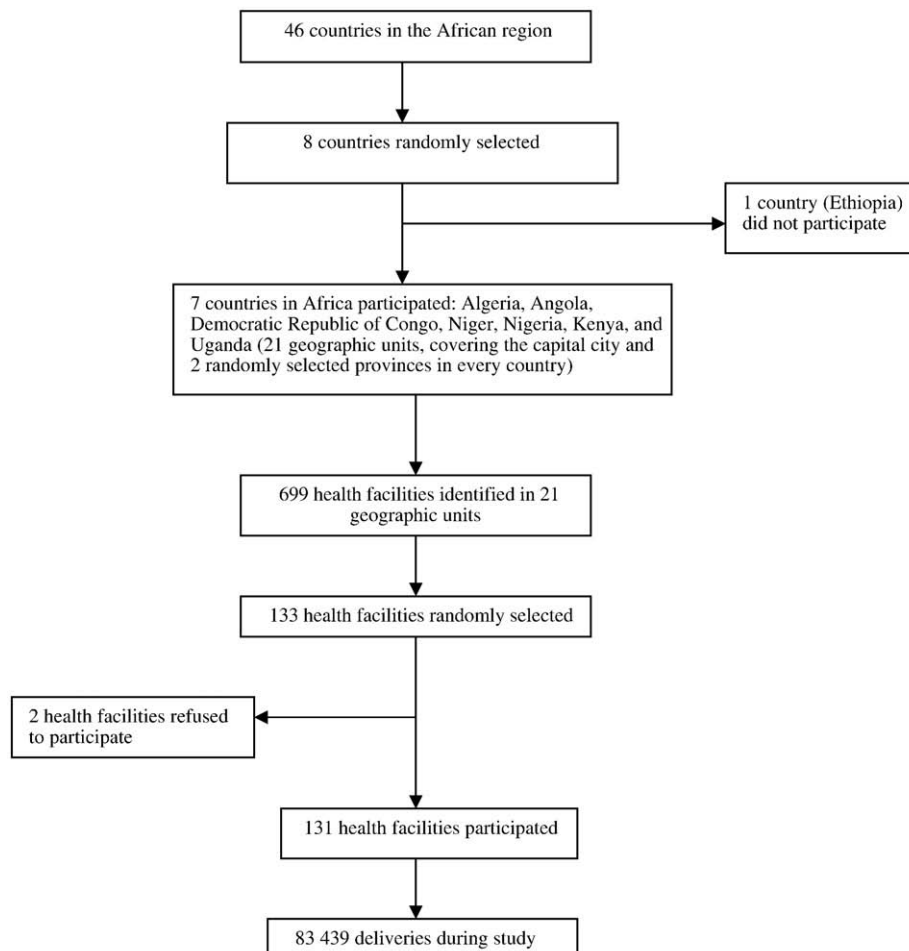 46 countries in the African region
8 countries randomly selected
1 country (Ethiopia)
did not participate
7 countries in Africa participated: Algeria, Angola,
Democratic Republic of Congo, Niger, Nigeria, Kenya, and
Uganda (21 geographic units, covering the capital city and
2 randomly selected provinces in every country)
699 health facilities identified in 21
geographic units
133 health facilities randomly selected
2 health facilities refused
to participate
131 health facilities participated
83 439 deliveries during study